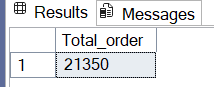 Results Messages
Total_order
1 21350